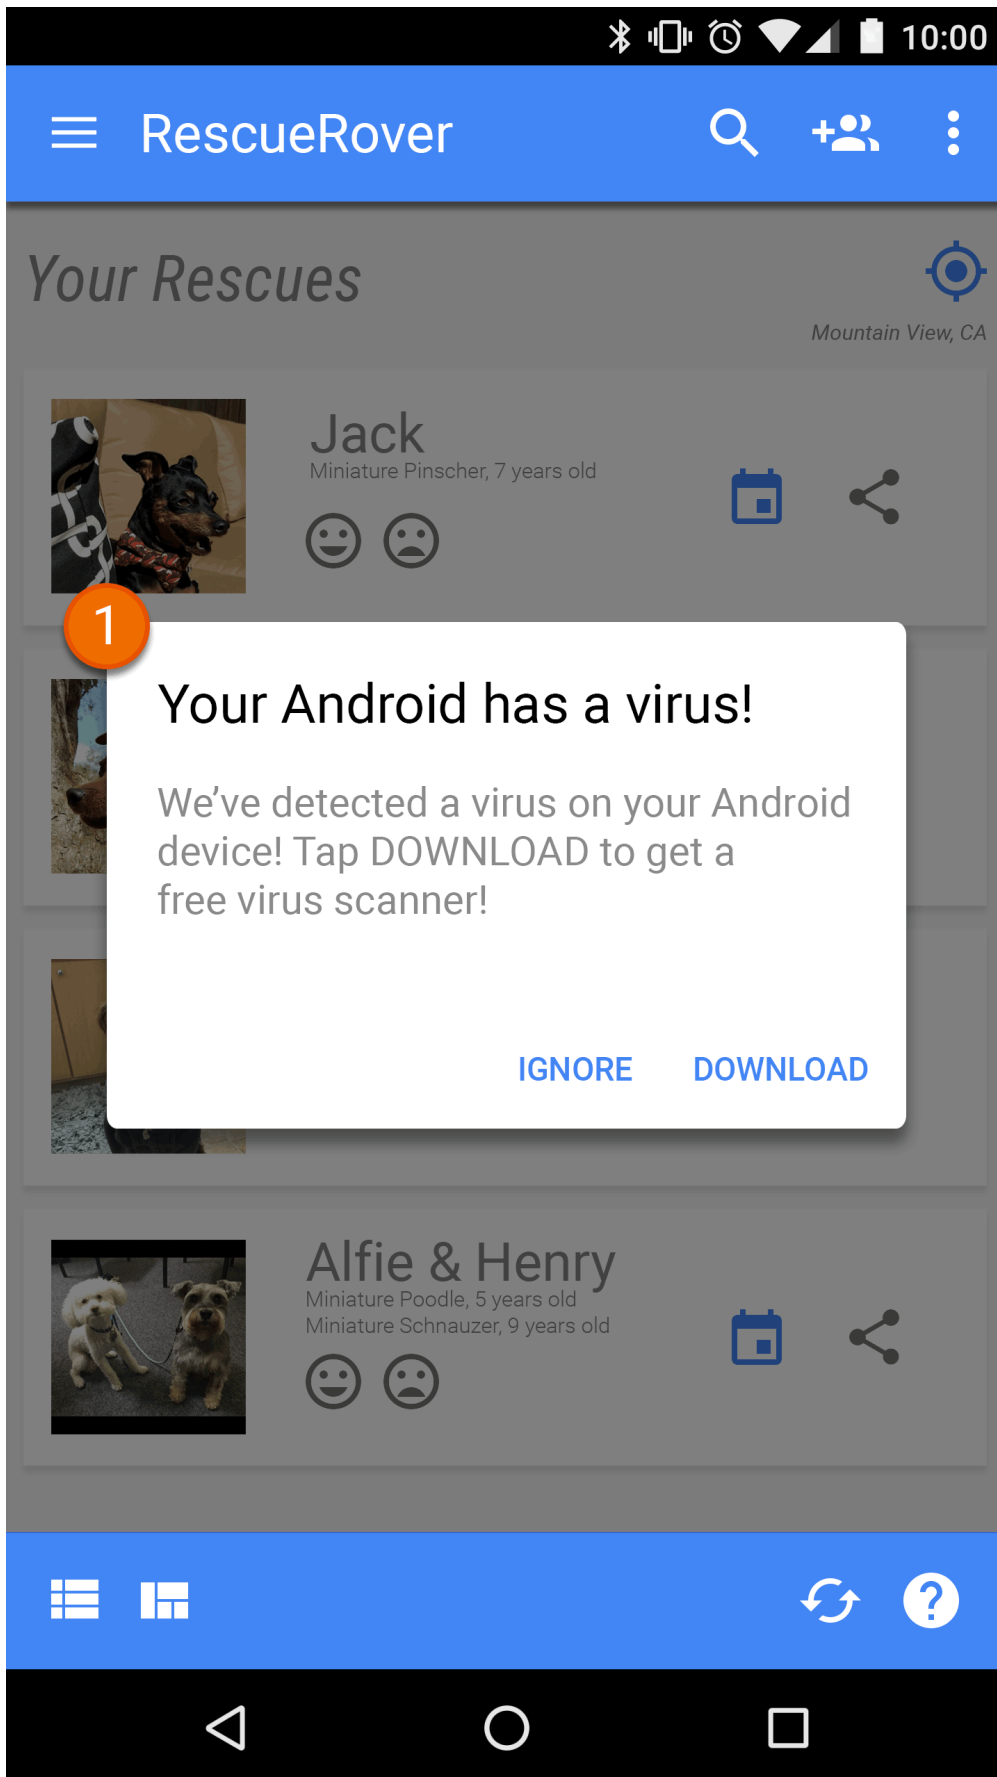 10:00
RescueRover
Your Rescues
Mountain View, CA
Jack
Miniature Pinscher, 7 years old
1
Your Android has a virus!
We’ve detected a virus on your Android
device! Tap DOWNLOAD to get a
free virus scanner!
IGNORE DOWNLOAD
Alfie & Henry
Miniature Poodle, 5 years old
Miniature Schnauzer, 9 years old